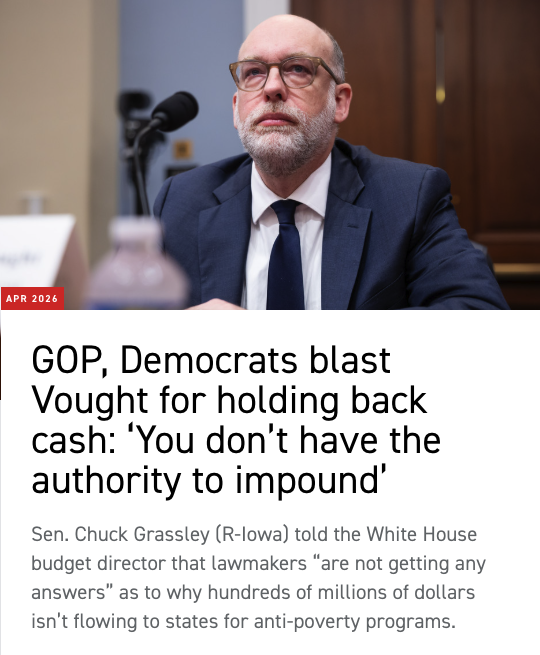 APR 2026
GOP, Democrats blast
Vought for holding back
cash: ‘You don’t have the
authority to impound’
Sen. Chuck Grassley (R-Iowa) told the White House
budget director that lawmakers “are not getting any
answers” as to why hundreds of millions of dollars
isn’t flowing to states for anti-poverty programs.